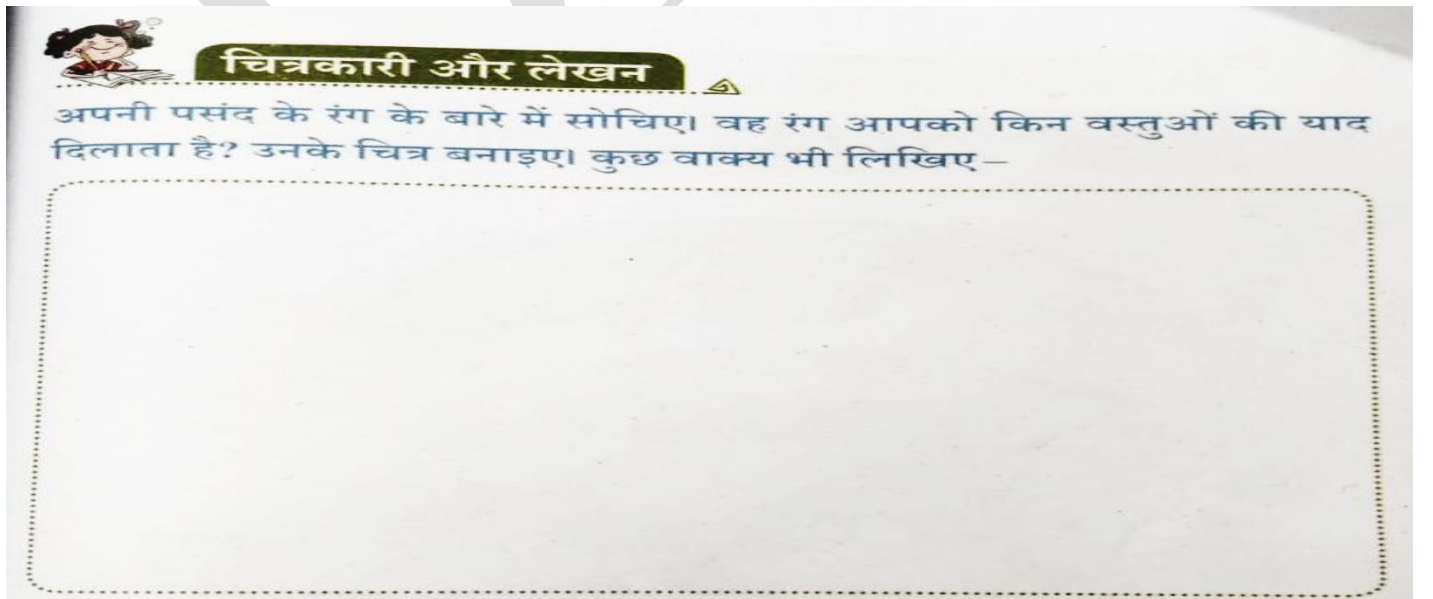 चित्रकारी और लेखन
अपनी पसंद के रंग के बारे में सोचिए। वह रंग आपको किन वस्तुओं की याद
दिलाता है? उनके चित्र बनाइए। कुछ वाक्य भी लिखिए–